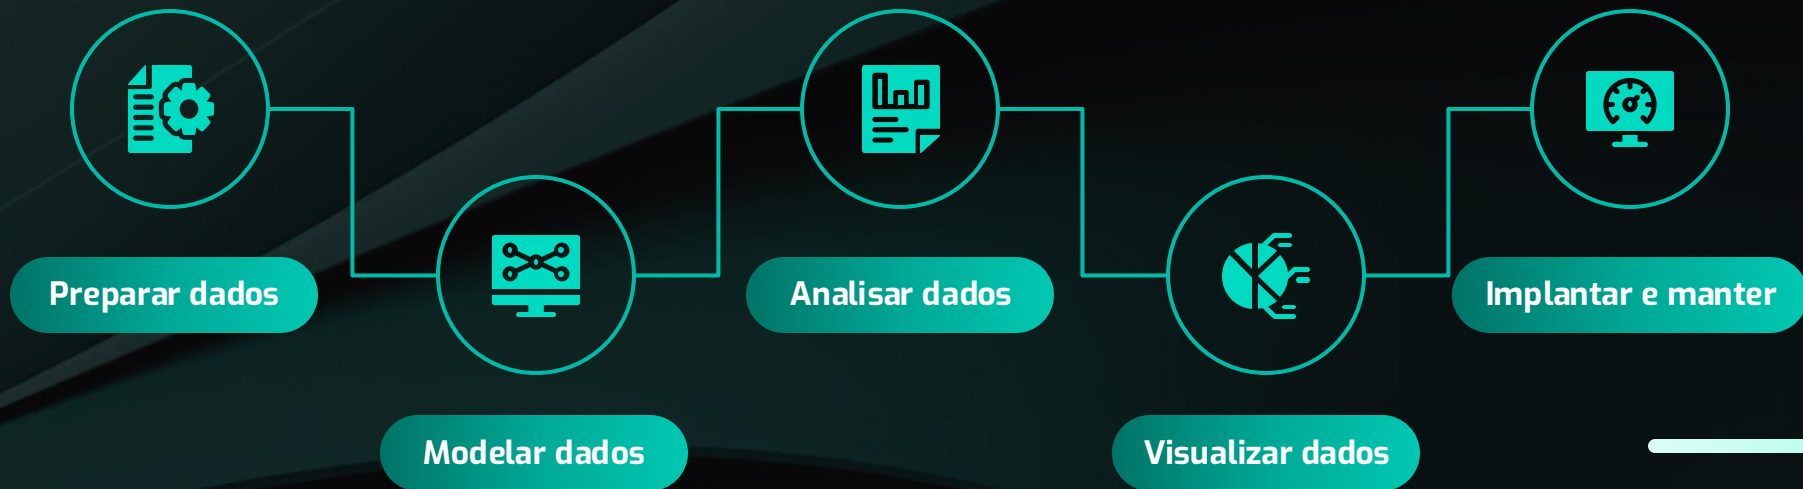 Preparar dados
Modelar dados
Analisar dados
Visualizar dados
Implantar e manter